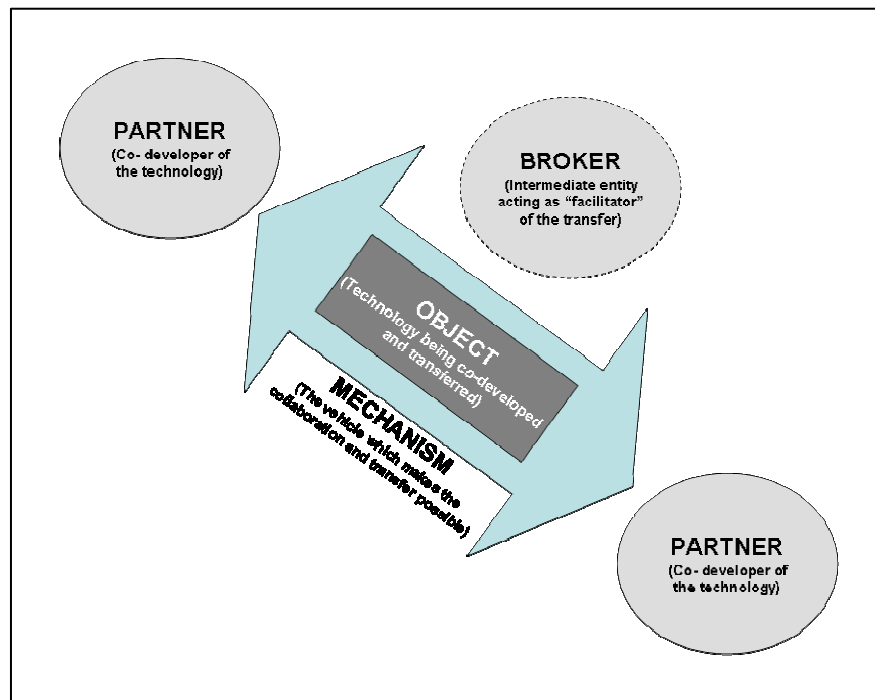 PARTNER
(Co- developer of
the technology)
BROKER
(Intermediate entity
acting as “facilitator”
of the transfer)
OBJECT
(Technology being co-developed
and transferred)
MECHANISM
(The vehicle which makes the
collaboration and transfer possible)
PARTNER
(Co- developer of
the technology)